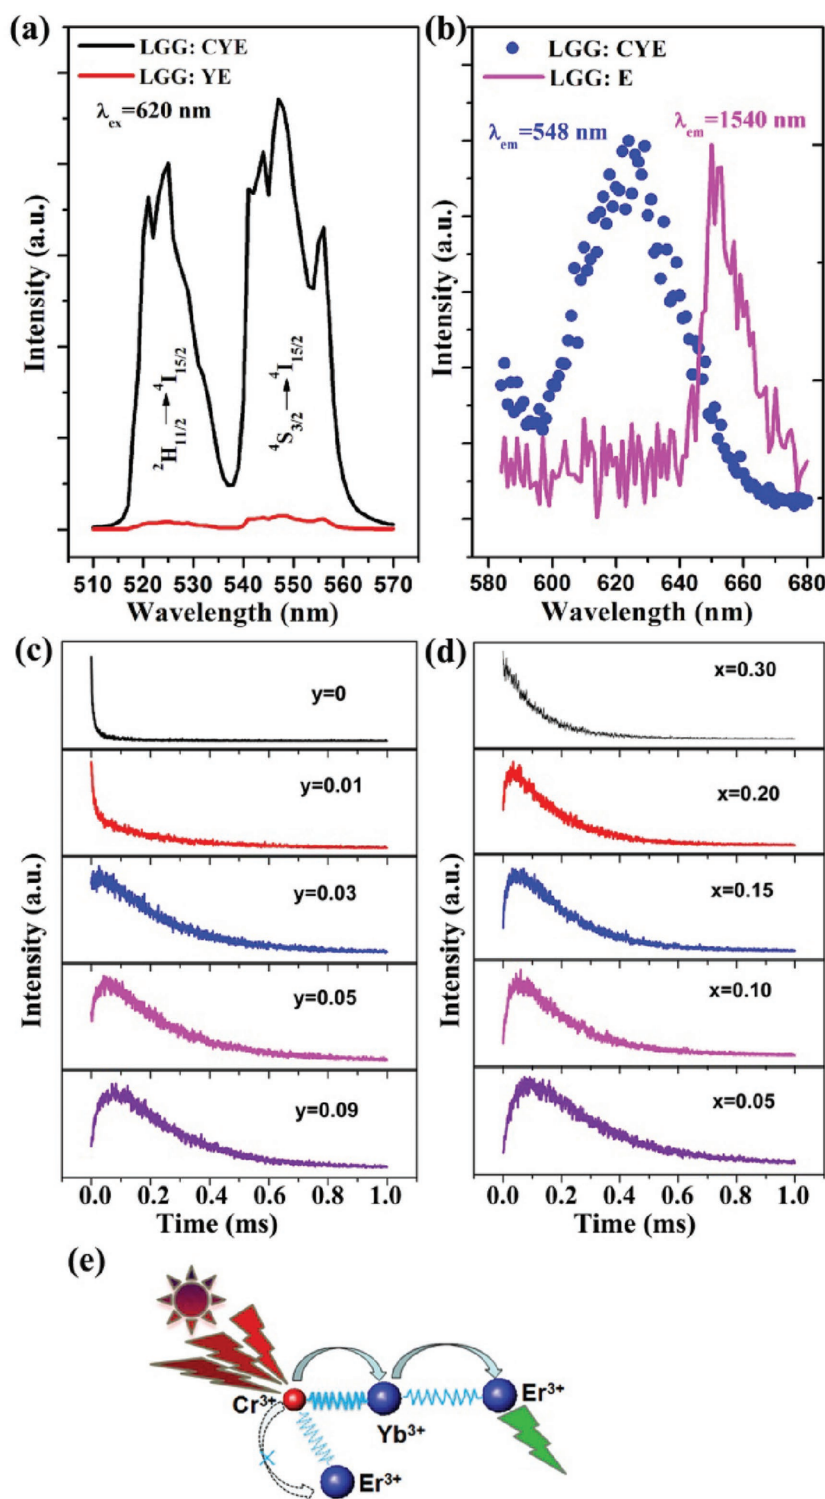 (a)
LGG: CYE
LGG: YE
λex=620 nm
Intensity (a.u.)
²H11/2 → ⁴I15/2
⁴S3/2 → ⁴I15/2
510 520 530 540 550 560 570
Wavelength (nm)
(b)
LGG: CYE
LGG: E
λem=548 nm
λem=1540 nm
Intensity (a.u.)
580 600 620 640 660 680
Wavelength (nm)
(c)
y=0
y=0.01
y=0.03
y=0.05
y=0.09
Intensity (a.u.)
0.0 0.2 0.4 0.6 0.8 1.0
Time (ms)
(d)
x=0.30
x=0.20
x=0.15
x=0.10
x=0.05
Intensity (a.u.)
0.0 0.2 0.4 0.6 0.8 1.0
Time (ms)
(e)
Cr³⁺
Yb³⁺
Er³⁺
Er³⁺